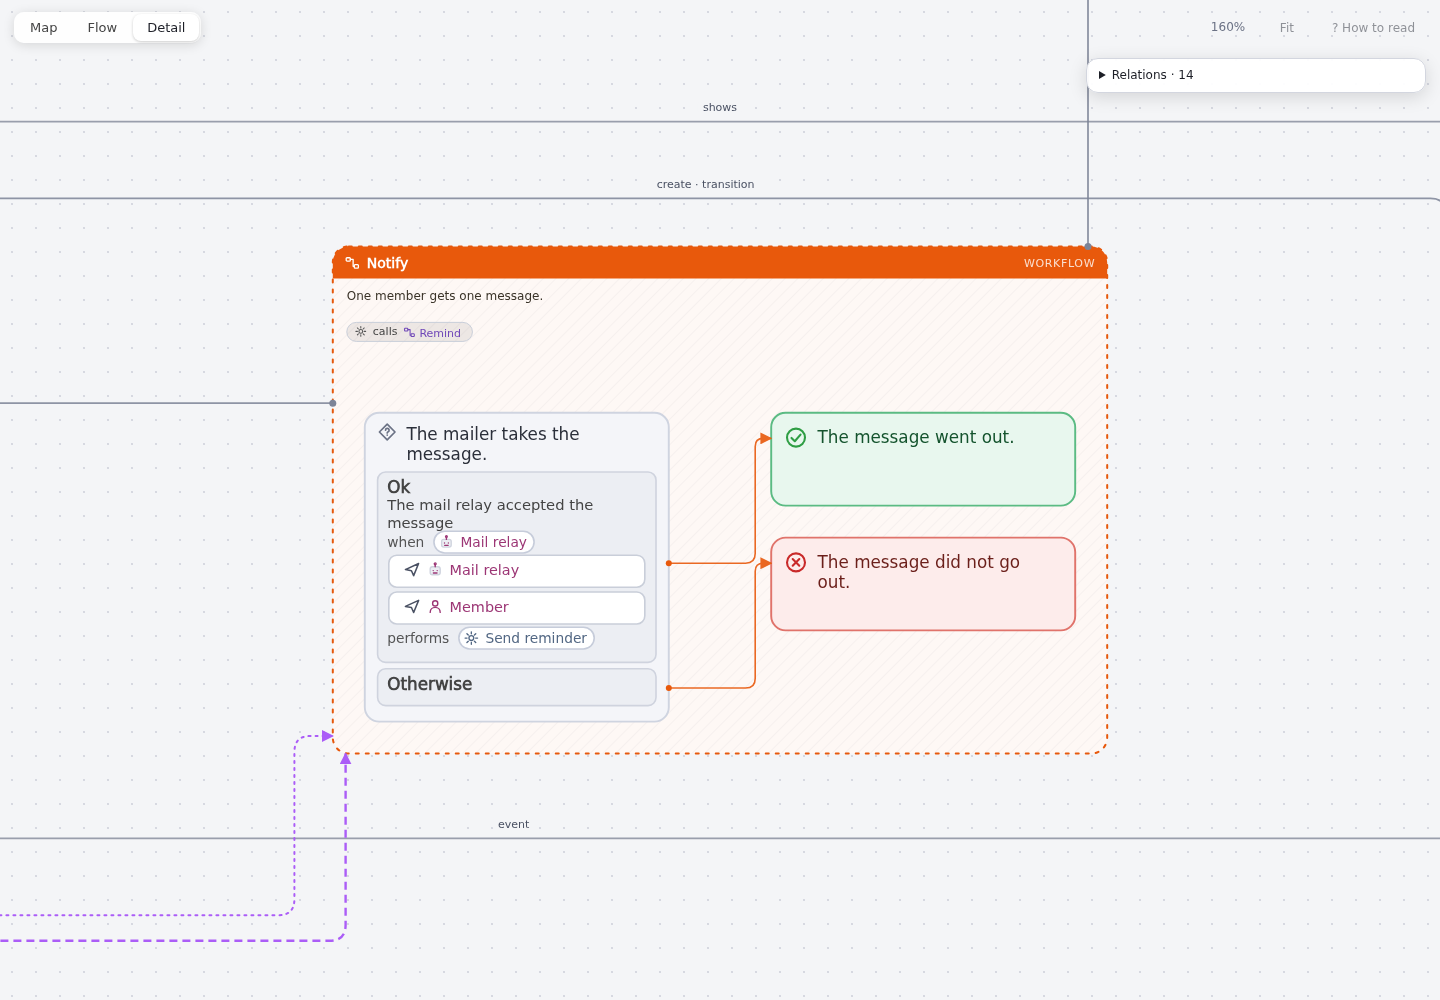 Map Flow Detail
160% Fit ? How to read
▶ Relations · 14
shows
create · transition
Notify WORKFLOW
One member gets one message.
calls Remind
The mailer takes the
message.
Ok
The mail relay accepted the
message
when Mail relay
Mail relay
Member
performs Send reminder
Otherwise
The message went out.
The message did not go
out.
event